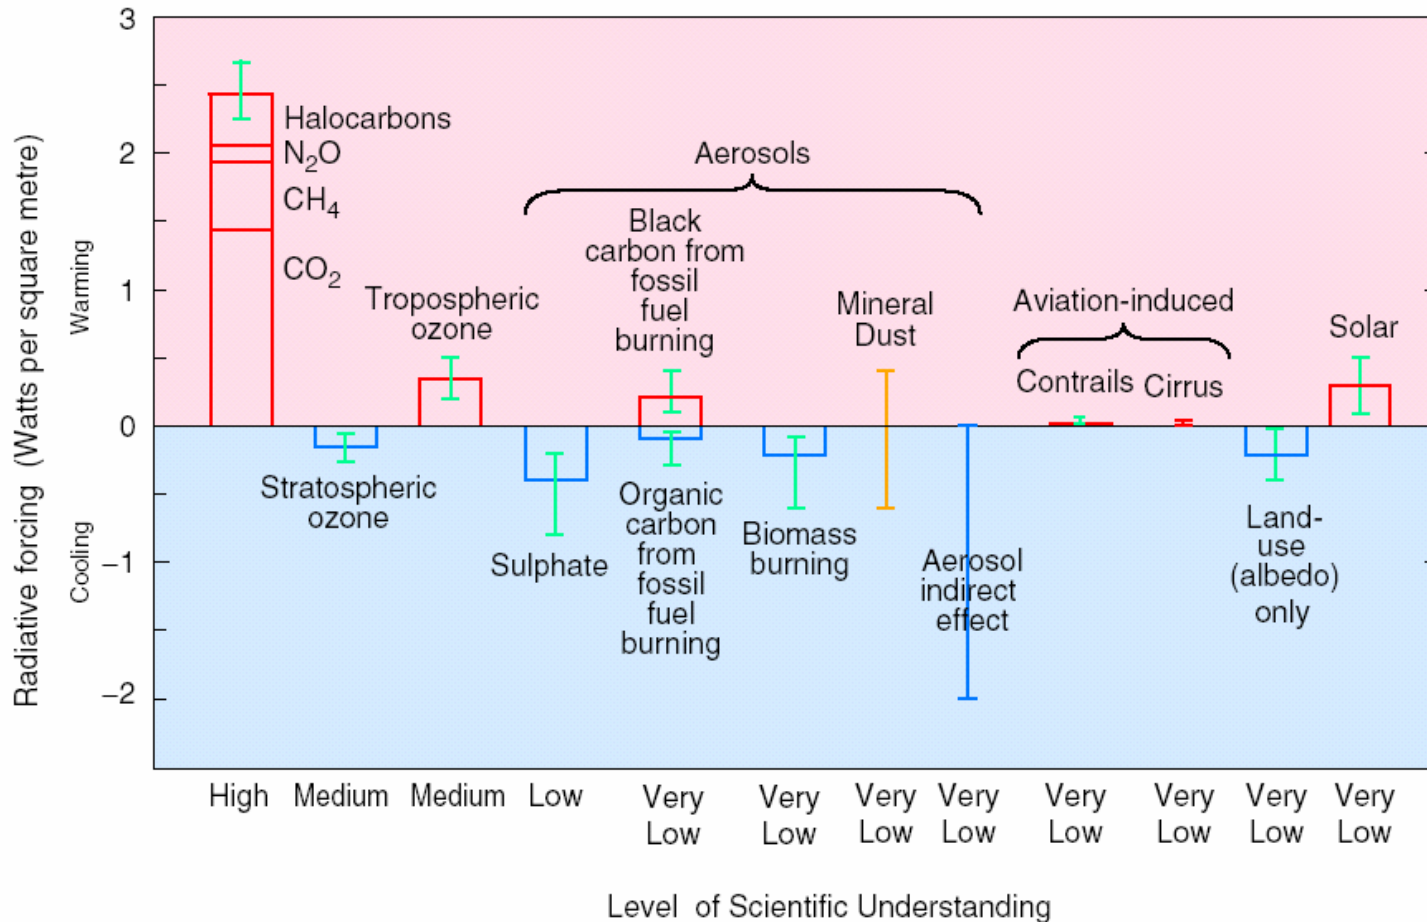 3
2
1
0
−1
−2
Radiative forcing (Watts per square metre)
Warming
Cooling
Halocarbons
N₂O
CH₄
CO₂
Stratospheric
ozone
Tropospheric
ozone
Aerosols
Sulphate
Black
carbon from
fossil
fuel
burning
Organic
carbon
from
fossil
fuel
burning
Biomass
burning
Mineral
Dust
Aerosol
indirect
effect
Aviation-induced
Contrails
Cirrus
Land-
use
(albedo)
only
Solar
High
Medium
Medium
Low
Very
Low
Very
Low
Very
Low
Very
Low
Very
Low
Very
Low
Very
Low
Very
Low
Level of Scientific Understanding